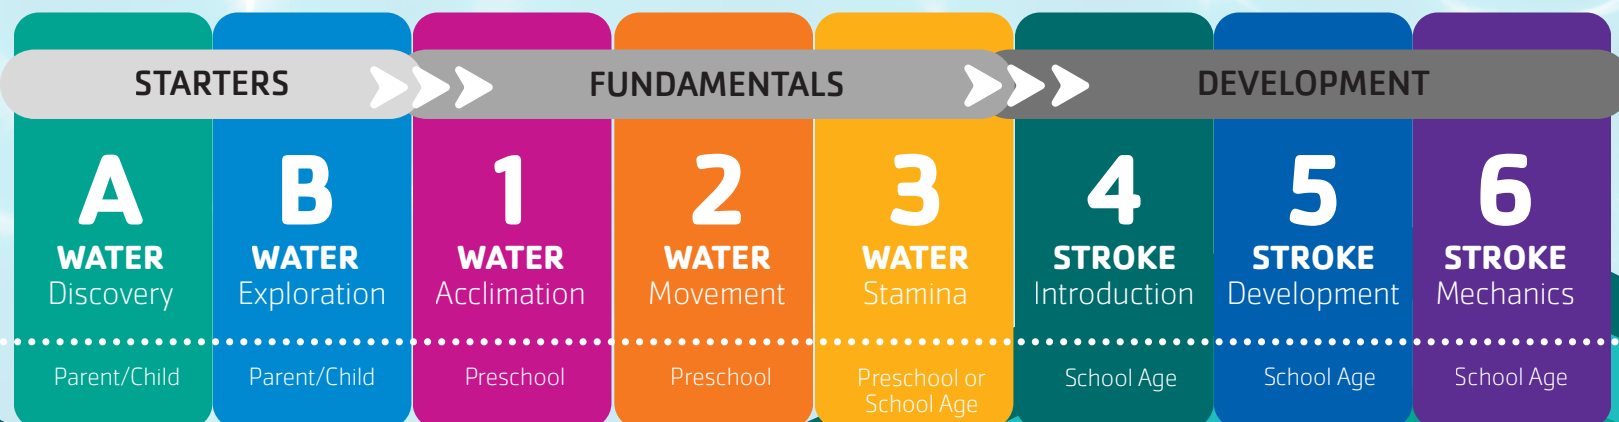 STARTERS
FUNDAMENTALS
DEVELOPMENT
A
WATER
Discovery
Parent/Child
B
WATER
Exploration
Parent/Child
1
WATER
Acclimation
Preschool
2
WATER
Movement
Preschool
3
WATER
Stamina
Preschool or
School Age
4
STROKE
Introduction
School Age
5
STROKE
Development
School Age
6
STROKE
Mechanics
School Age